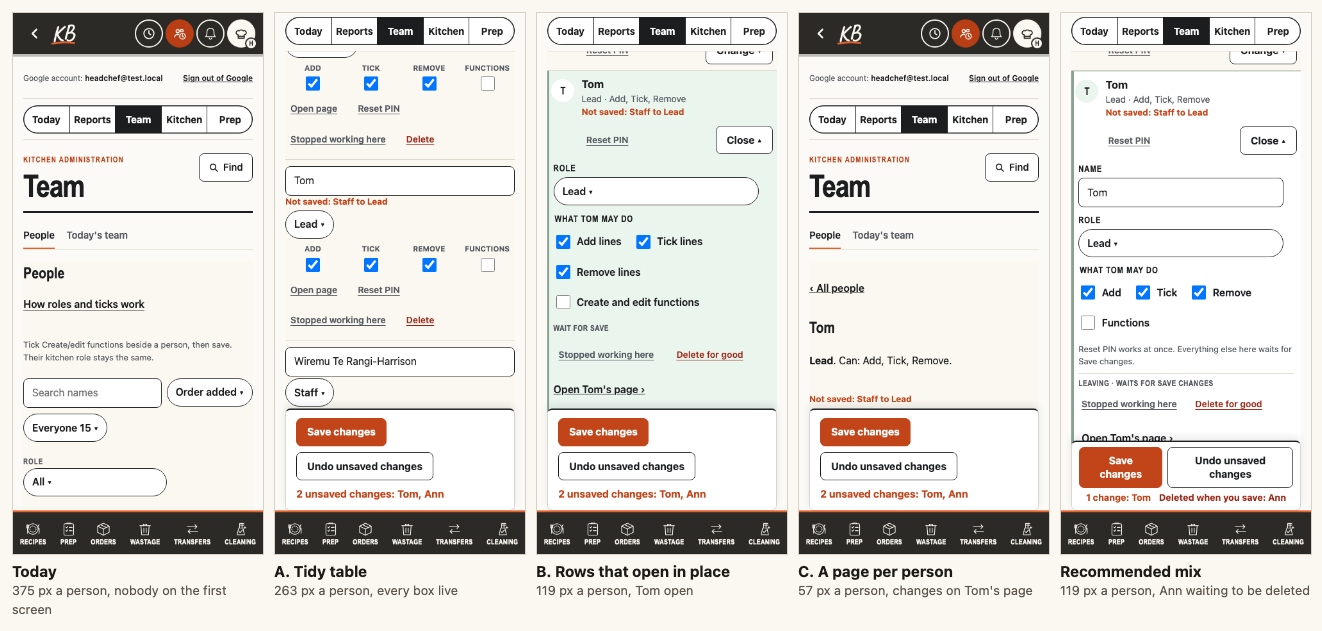 KB
H
Google account: headchef@test.local Sign out of Google
Today Reports Team Kitchen Prep
KITCHEN ADMINISTRATION
Team
Find
People Today's team
People
How roles and ticks work
Tick Create/edit functions beside a person, then save.
Their kitchen role stays the same.
Search names
Order added
Everyone 15
ROLE
All
RECIPES PREP ORDERS WASTAGE TRANSFERS CLEANING
Today
375 px a person, nobody on the first
screen
Today Reports Team Kitchen Prep
ADD TICK REMOVE FUNCTIONS
Open page Reset PIN
Stopped working here Delete
Tom
Not saved: Staff to Lead
Lead
ADD TICK REMOVE FUNCTIONS
Open page Reset PIN
Stopped working here Delete
Wiremu Te Rangi-Harrison
Staff
Save changes
Undo unsaved changes
2 unsaved changes: Tom, Ann
RECIPES PREP ORDERS WASTAGE TRANSFERS CLEANING
A. Tidy table
263 px a person, every box live
Today Reports Team Kitchen Prep
Reset PIN Change
T
Tom
Lead · Add, Tick, Remove
Not saved: Staff to Lead
Reset PIN
Close
ROLE
Lead
WHAT TOM MAY DO
Add lines Tick lines
Remove lines
Create and edit functions
WAIT FOR SAVE
Stopped working here Delete for good
Open Tom's page ›
Save changes
Undo unsaved changes
2 unsaved changes: Tom, Ann
RECIPES PREP ORDERS WASTAGE TRANSFERS CLEANING
B. Rows that open in place
119 px a person, Tom open
KB
H
Google account: headchef@test.local Sign out of Google
Today Reports Team Kitchen Prep
KITCHEN ADMINISTRATION
Team
Find
People Today's team
‹ All people
Tom
Lead. Can: Add, Tick, Remove.
Not saved: Staff to Lead
Save changes
Undo unsaved changes
2 unsaved changes: Tom, Ann
RECIPES PREP ORDERS WASTAGE TRANSFERS CLEANING
C. A page per person
57 px a person, changes on Tom's page
Today Reports Team Kitchen Prep
Reset PIN Change
T
Tom
Lead · Add, Tick, Remove
Not saved: Staff to Lead
Reset PIN
Close
NAME
Tom
ROLE
Lead
WHAT TOM MAY DO
Add Tick Remove
Functions
Reset PIN works at once. Everything else here waits for
Save changes.
LEAVING · WAITS FOR SAVE CHANGES
Stopped working here Delete for good
Open Tom's page ›
Save
changes
Undo unsaved
changes
1 change: Tom Deleted when you save: Ann
RECIPES PREP ORDERS WASTAGE TRANSFERS CLEANING
Recommended mix
119 px a person, Ann waiting to be deleted